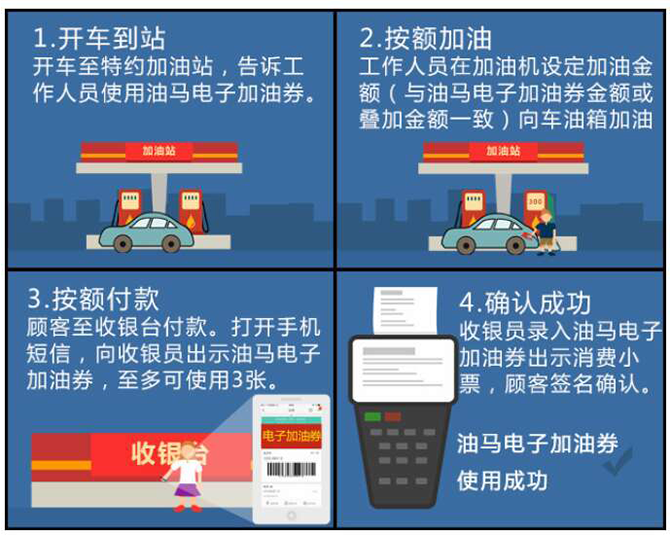 1.开车到站
开车至特约加油站，告诉工
作人员使用油马电子加油券。
加油站
2.按额加油
工作人员在加油机设定加油金
额（与油马电子加油券金额或
叠加金额一致）向车油箱加油
加油站
300
3.按额付款
顾客至收银台付款。打开手机
短信，向收银员出示油马电子
加油券，至多可使用3张。
收银台
电子加油券
4.确认成功
收银员录入油马电子
加油券出示消费小
票，顾客签名确认。
油马电子加油券
使用成功